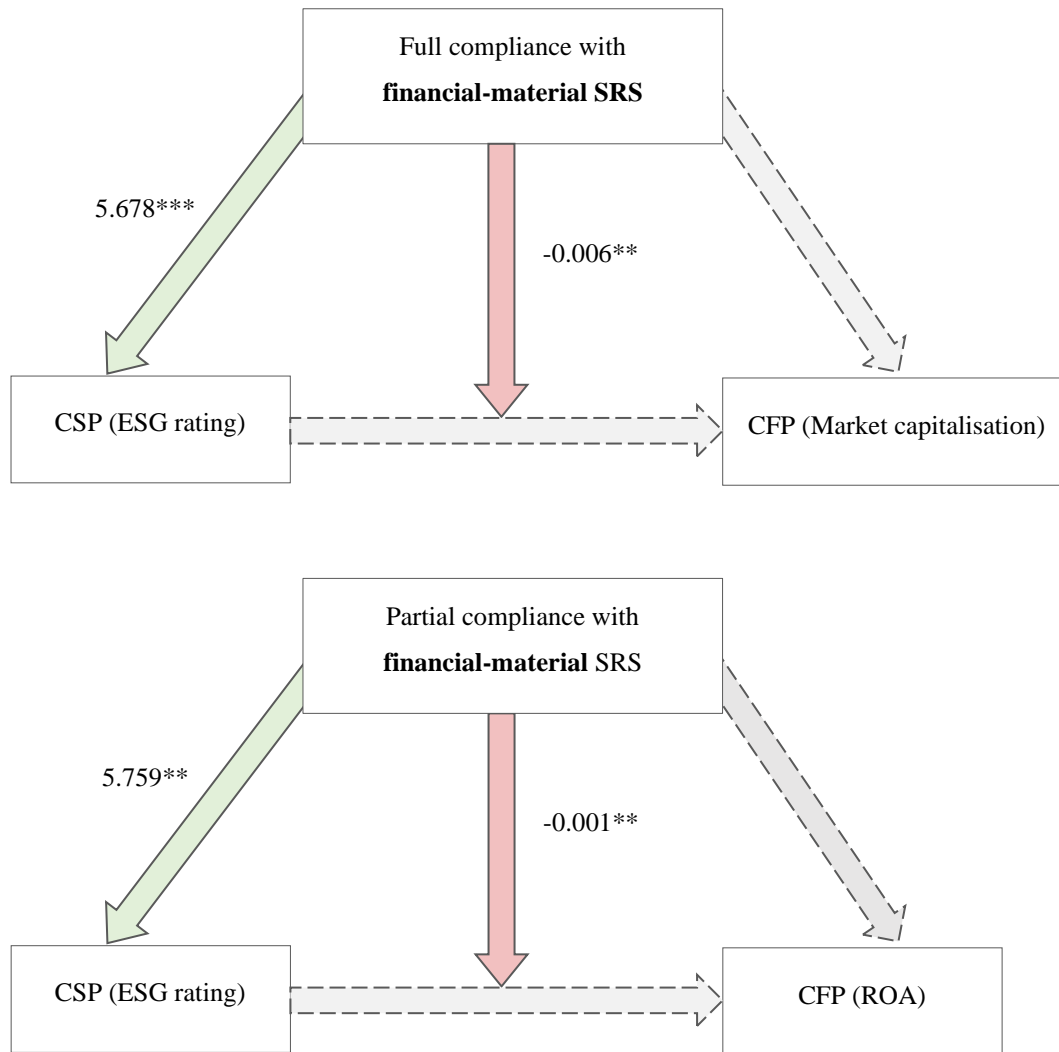 Full compliance with
financial-material SRS
5.678***
-0.006**
CSP (ESG rating)
CFP (Market capitalisation)
Partial compliance with
financial-material SRS
5.759**
-0.001**
CSP (ESG rating)
CFP (ROA)